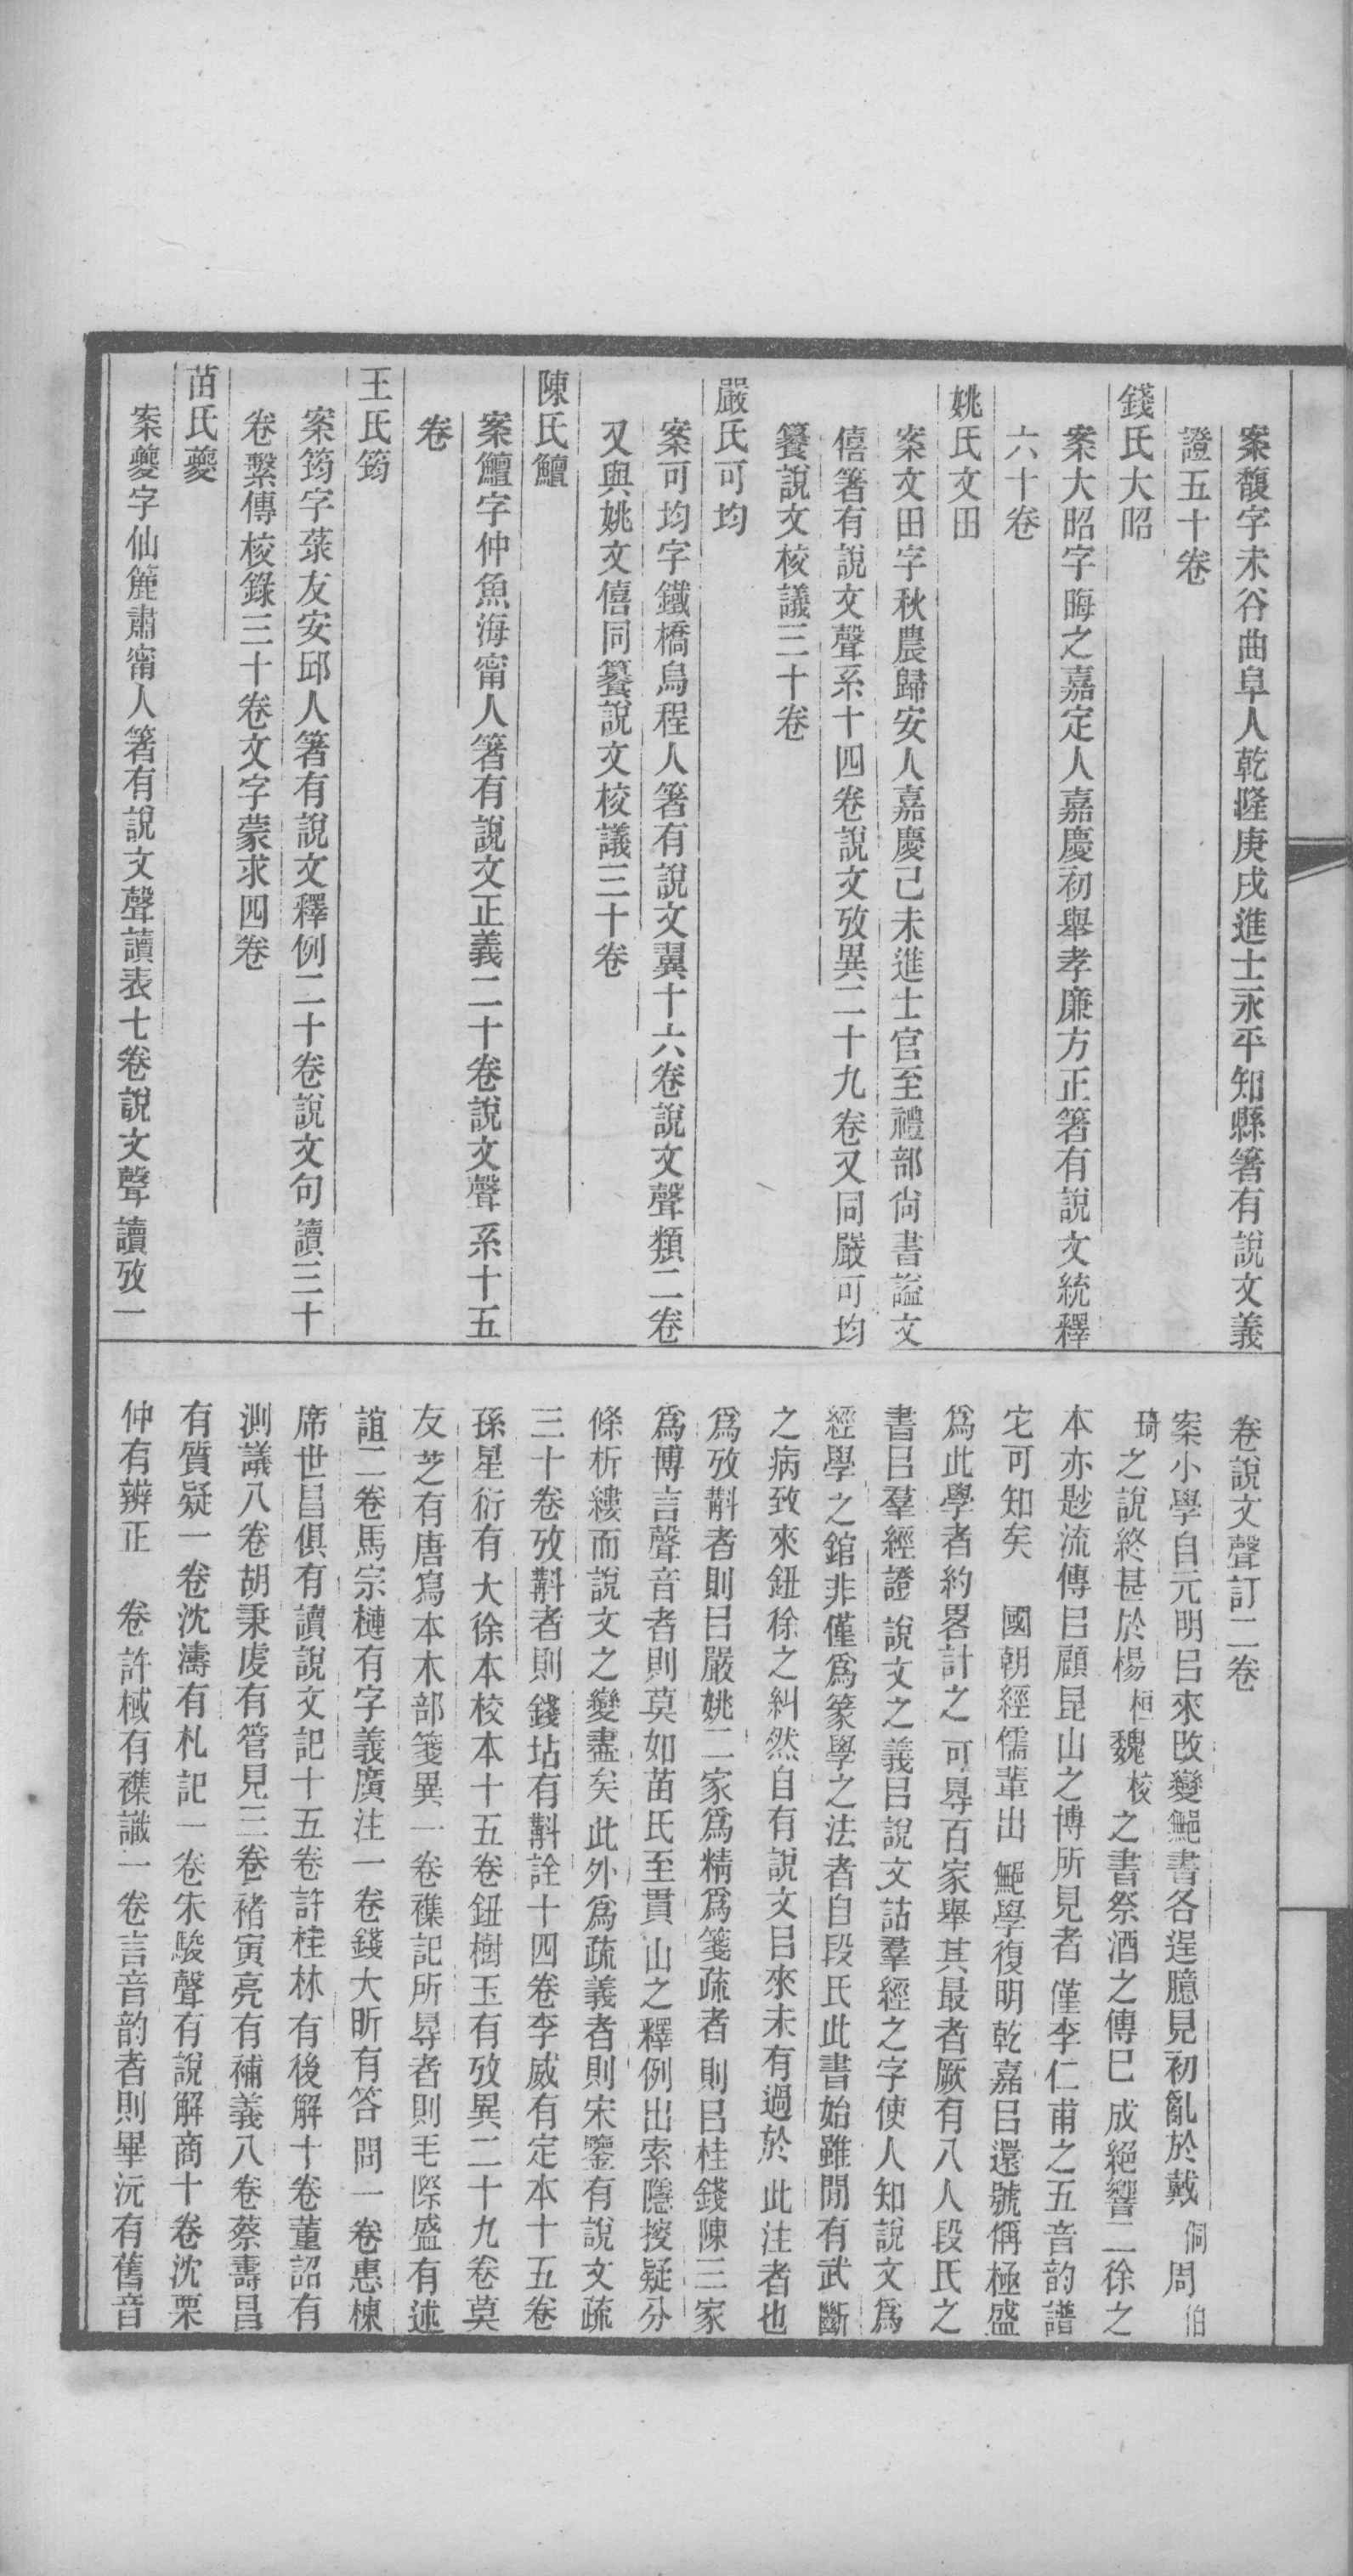 案馥字未谷曲阜人乾隆庚戌進士永平知縣箸有說文義
證五十卷
錢氏大昭
案大昭字晦之嘉定人嘉慶初舉孝廉方正箸有說文統釋
六十卷
姚氏文田
案文田字秋農歸安人嘉慶己未進士官至禮部尙書謚文
僖箸有說文聲系十四卷說文攷異二十九卷又同嚴可均
籑說文校議三十卷
嚴氏可均
案可均字鐵橋烏程人箸有說文翼十六卷說文聲類二卷
又與姚文僖同籑說文校議三十卷
陳氏鱣
案鱣字仲魚海甯人箸有說文正義二十卷說文聲系十五
卷
王氏筠
案筠字菉友安邱人箸有說文釋例二十卷說文句讀三十
卷繫傳校錄三十卷文字蒙求四卷
苗氏夔
案夔字仙簏肅甯人箸有說文聲讀表七卷說文聲讀攷一
卷說文聲訂二卷
案小學自元明㠯來改變蠅書各逞臆見初亂於戴侗周伯
琦之說終甚於楊桓魏校之書祭酒之傳已成絕響二徐之
本亦尟流傳㠯顧昆山之博所見者僅李仁甫之五音韵譜
它可知矣　國朝經儒輩出蠅學復明乾嘉㠯還號偁極盛
爲此學者約畧計之可㝵百家舉其最者厥有八人段氏之
書㠯羣經證說文之義㠯說文詁羣經之字使人知說文爲
經學之錧非僅爲篆學之法者自段氏此書始雖閒有武斷
之病致來鈕徐之糾然自有說文㠯來未有過於此注者也
爲攷斠者則㠯嚴姚二家爲精爲箋疏者則㠯桂錢陳三家
爲博言聲音者則莫如苗氏至貫山之釋例出索隱按疑分
條析縷而說文之變盡矣此外爲疏義者則宋鑒有說文疏
三十卷攷斠者則錢坫有斠詮十四卷李威有定本十五卷
孫星衍有大徐本校本十五卷鈕樹玉有攷異二十九卷莫
友芝有唐寫本木部箋異一卷襍記所㝵者則毛際盛有述
誼二卷馬宗槤有字義廣注一卷錢大昕有答問一卷惠棟
席世昌俱有讀說文記十五卷許桂林有後解十卷董詔有
測議八卷胡秉虔有管見三卷褚寅亮有補義八卷蔡壽昌
有質疑一卷沈濤有札記一卷朱駿聲有說解商十卷沈栗
仲有辨正　卷許棫有襍識一卷言音韵者則畢沅有舊音